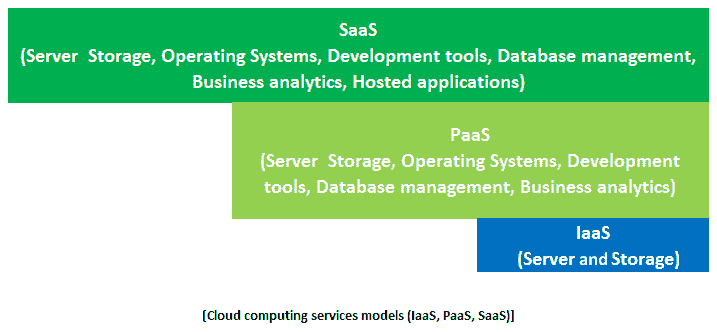 SaaS
(Server  Storage, Operating Systems, Development tools, Database management,
Business analytics, Hosted applications)
PaaS
(Server  Storage, Operating Systems, Development
tools, Database management, Business analytics)
IaaS
(Server and Storage)
[Cloud computing services models (IaaS, PaaS, SaaS)]